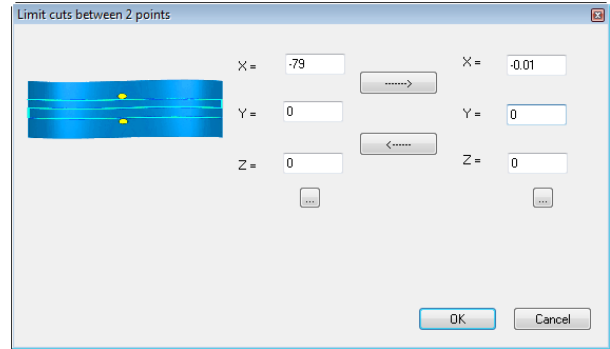 Limit cuts between 2 points
X = -79 -------> X = -0.01
Y = 0 <------ Y = 0
Z = 0 Z = 0
... ...
OK Cancel